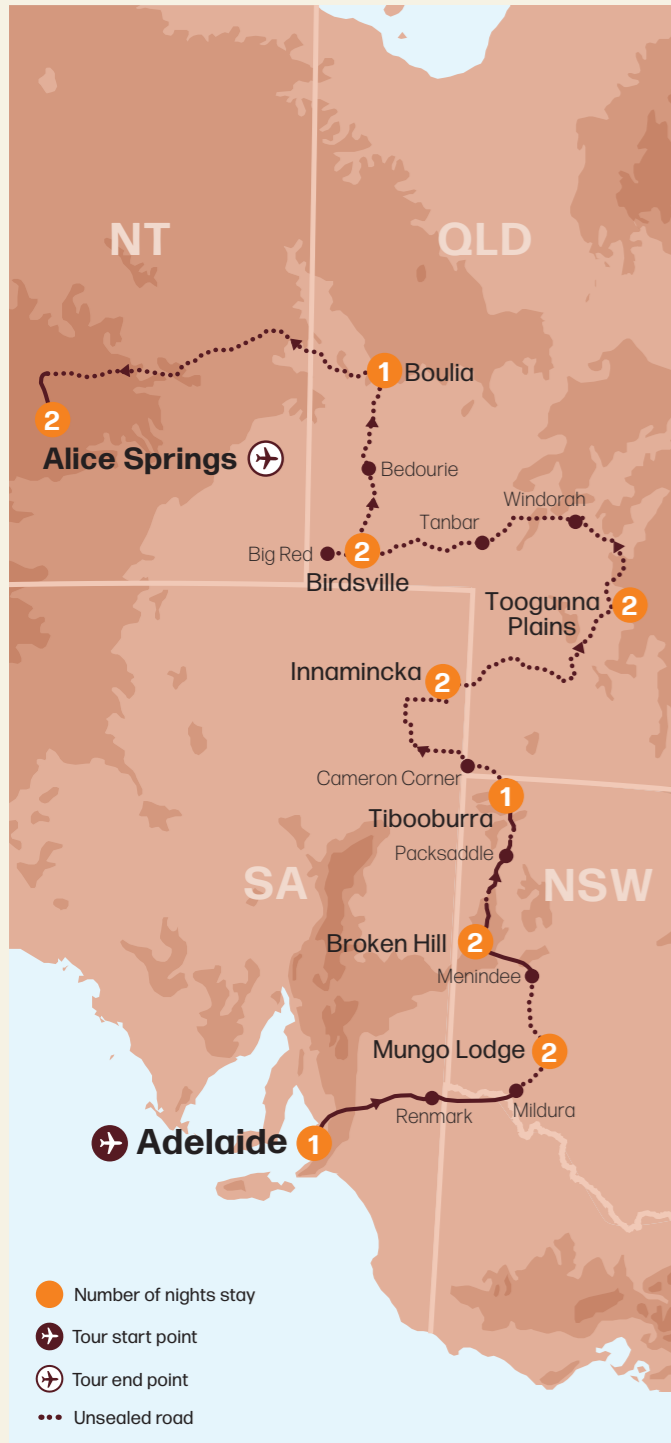 NT
QLD
1
Boulia
2
Alice Springs
Bedourie
Windorah
Tanbar
Big Red
2
Birdsville
Toogunna
Plains
2
Innamincka
2
Cameron Corner
1
Tibooburra
Packsaddle
SA
NSW
Broken Hill
2
Menindee
Mungo Lodge
2
Renmark
Mildura
Adelaide
1
Number of nights stay
Tour start point
Tour end point
Unsealed road